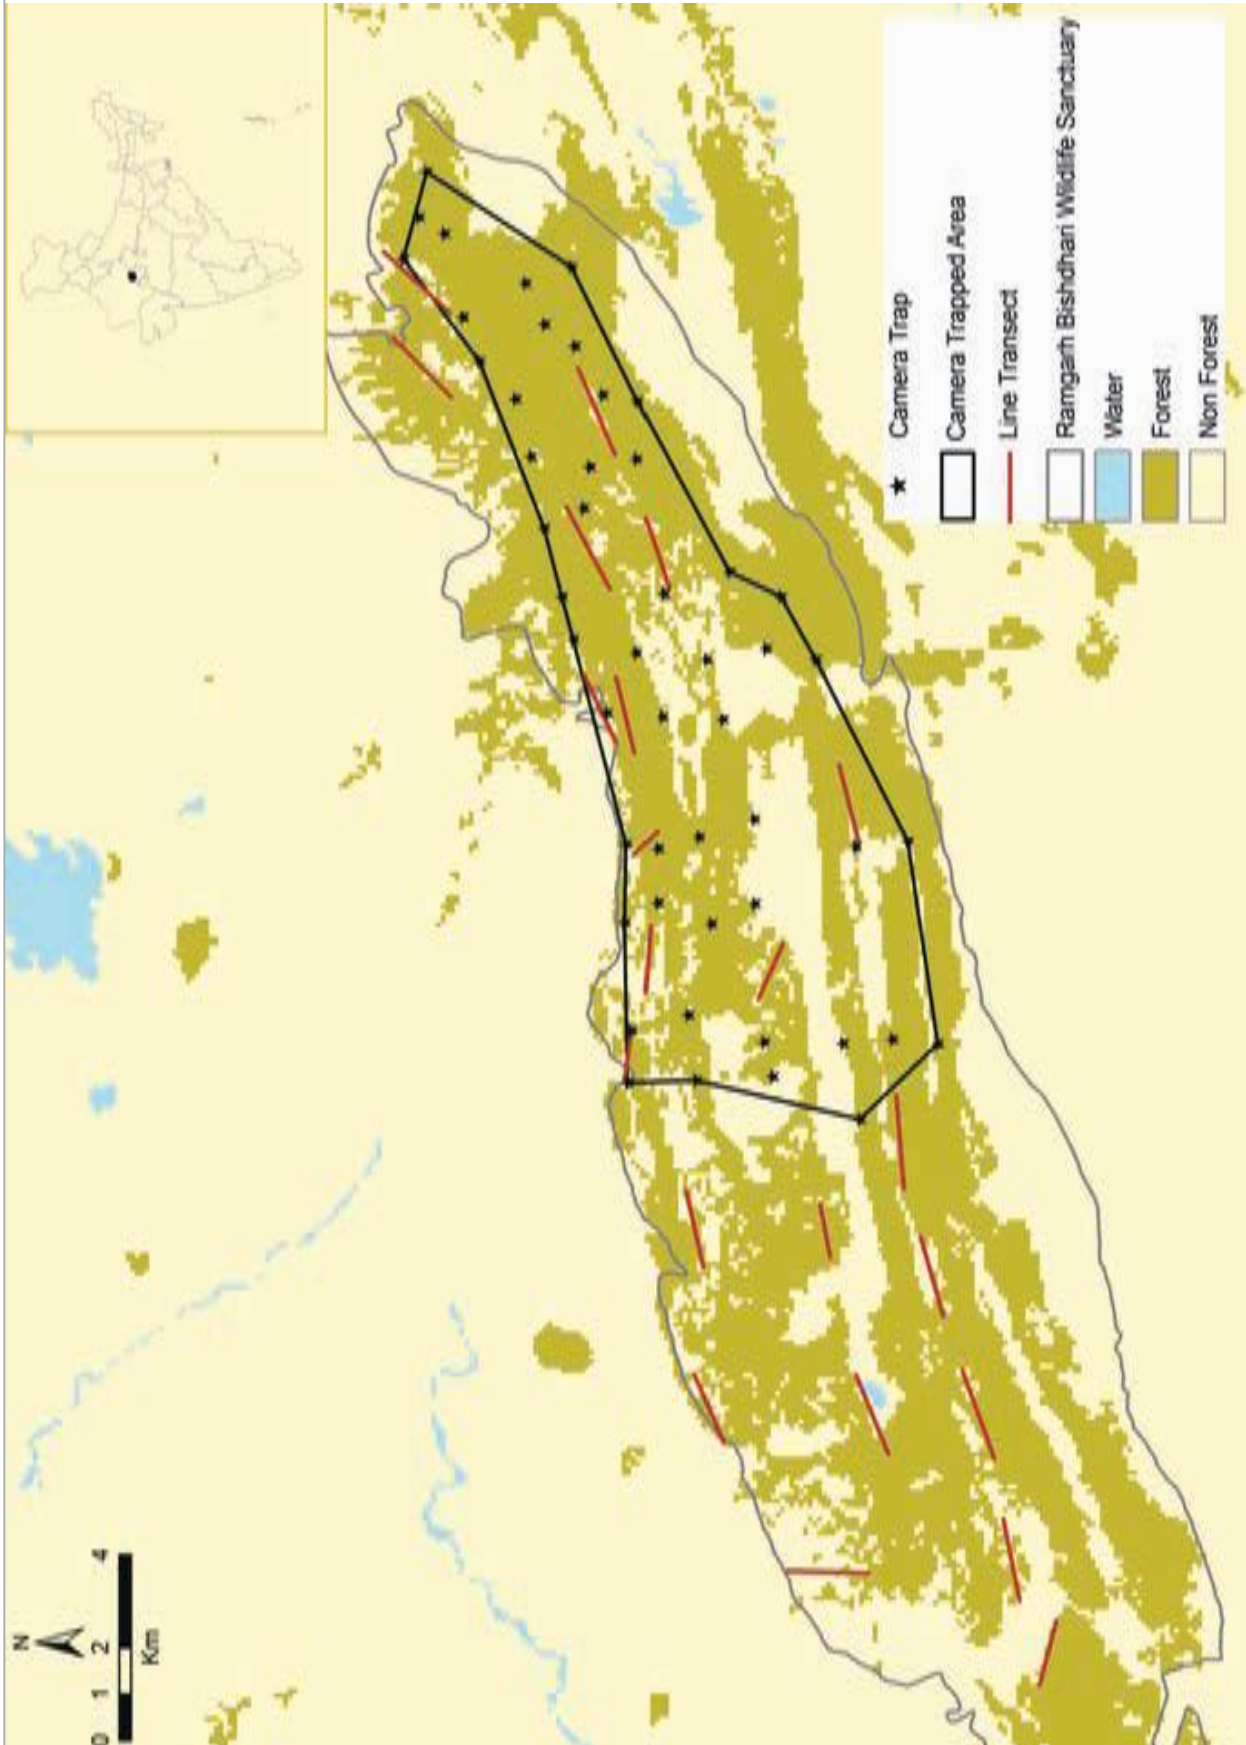 N
0 1 2 4
Km
Camera Trap
Camera Trapped Area
Line Transect
Ramgarh Bishdhari Wildlife Sanctuary
Water
Forest
Non Forest